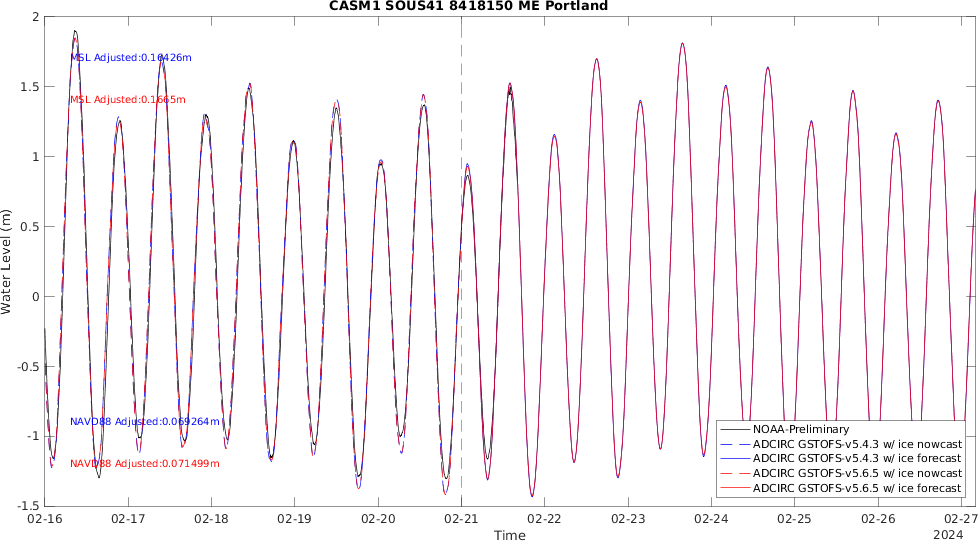 CASM1 SOUS41 8418150 ME Portland
2
1.5
1
0.5
0
-0.5
-1
-1.5
Water Level (m)
MSL Adjusted:0.16426m
MSL Adjusted:0.1665m
NAVD88 Adjusted:0.069264m
NAVD88 Adjusted:0.071499m
NOAA-Preliminary
ADCIRC GSTOFS-v5.4.3 w/ ice nowcast
ADCIRC GSTOFS-v5.4.3 w/ ice forecast
ADCIRC GSTOFS-v5.6.5 w/ ice nowcast
ADCIRC GSTOFS-v5.6.5 w/ ice forecast
02-16 02-17 02-18 02-19 02-20 02-21 02-22 02-23 02-24 02-25 02-26 02-27
Time
2024